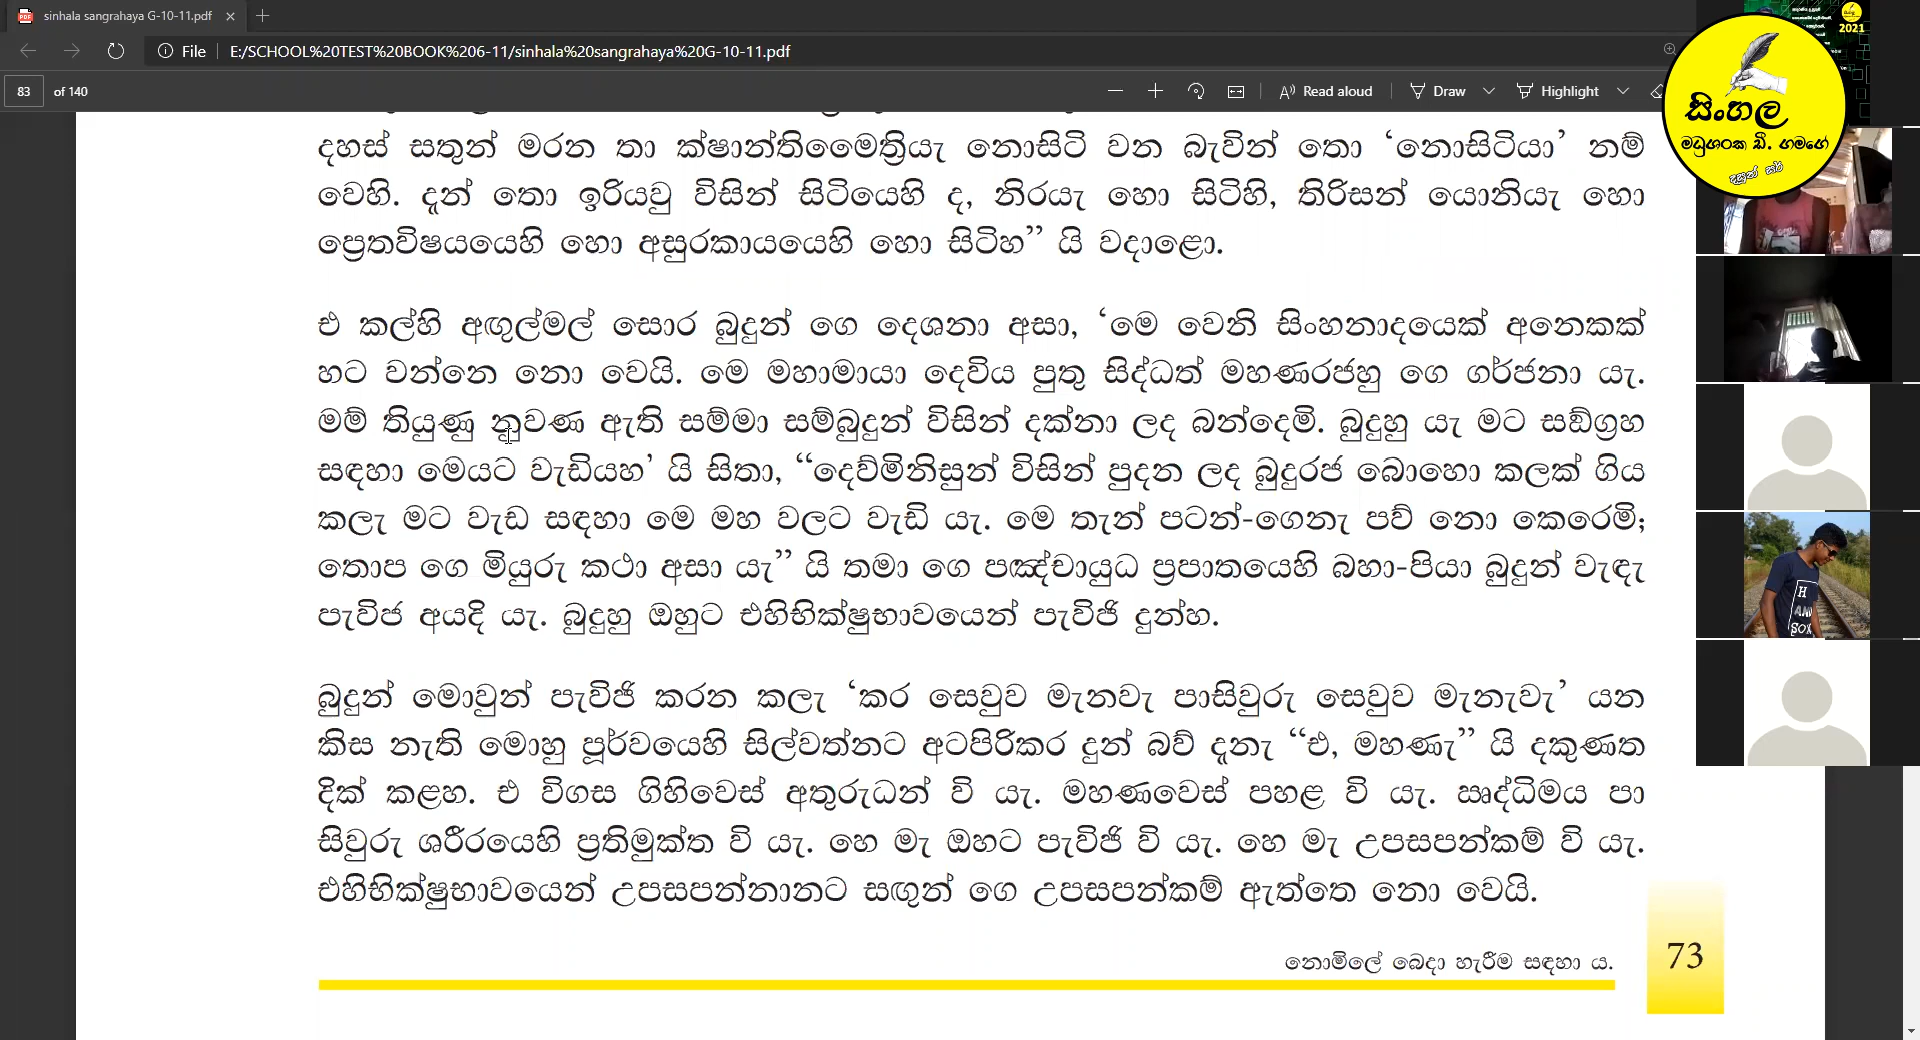 sinhala sangrahaya G-10-11.pdf
File E:/SCHOOL%20TEST%20BOOK%206-11/sinhala%20sangrahaya%20G-10-11.pdf
83 of 140 Read aloud Draw Highlight
2021
සිංහල
මධුශංක ඩී. ගමගේ
දහස් සතුන් මරන තා ක්ෂාන්තිමෛත්‍රියැ නොසිටි වන බැවින් තො ‘නොසිටියා’ නම්
වෙහි. දැන් තො ඉරියවු විසින් සිටියෙහි ද, නිරයැ හො සිටිහි, තිරිසන් යොනියැ හො
ප්‍රෙතවිෂයයෙහි හො අසුරකායයෙහි හො සිටිහ” යි වදාළො.
එ කල්හි අඟුල්මල් සොර බුදුන් ගෙ දෙශනා අසා, ‘මෙ වෙනි සිංහනාදයෙක් අනෙකක්
හට වන්නෙ නො වෙයි. මෙ මහාමායා දෙවිය පුතු සිද්ධත් මහණරජහු ගෙ ගර්ජනා යැ.
මම් තියුණු නුවණ ඇති සම්මා සම්බුදුන් විසින් දක්නා ලද බන්දෙමි. බුදුහු යැ මට සඞ්ග්‍රහ
සඳහා මෙයට වැඩියහ’ යි සිතා, “දෙව්මිනිසුන් විසින් පුදන ලද බුදුරජ බොහො කලක් ගිය
කලැ මට වැඩ සඳහා මෙ මහ වලට වැඩි යැ. මෙ තැන් පටන්-ගෙනැ පව් නො කෙරෙමි;
තොප ගෙ මියුරු කථා අසා යැ” යි තමා ගෙ පඤ්චායුධ ප්‍රපාතයෙහි බහා-පියා බුදුන් වැඳැ
පැවිජ අයදි යැ. බුදුහු ඔහුට එහිභික්ෂුභාවයෙන් පැවිජි දුන්හ.
බුදුන් මොවුන් පැවිජි කරන කලැ ‘කර සෙවුව මැනවැ පාසිවුරු සෙවුව මැනැවැ’ යන
කිස නැති මොහු පූර්වයෙහි සිල්වත්නට අටපිරිකර දුන් බව් දැනැ “එ, මහණැ” යි දකුණත
දික් කළහ. එ විගස ගිහිවෙස් අතුරුධන් වි යැ. මහණවෙස් පහළ වි යැ. ඍද්ධිමය පා
සිවුරු ශරීරයෙහි ප්‍රතිමුක්ත වි යැ. හෙ මැ ඔහට පැවිජි වි යැ. හෙ මැ උපසපන්කම් වි යැ.
එහිභික්ෂුභාවයෙන් උපසපන්නානට සඟුන් ගෙ උපසපන්කම් ඇත්තෙ නො වෙයි.
නොමිලේ බෙදා හැරීම සඳහා ය.
73